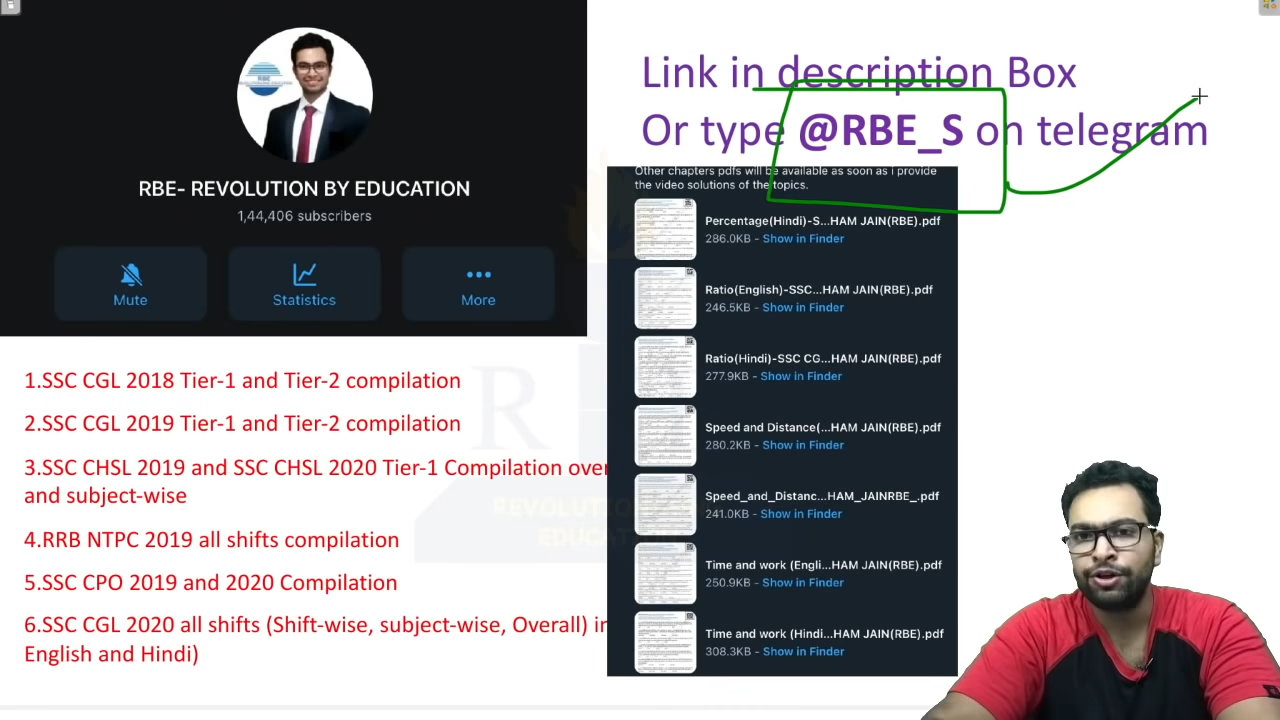 RBE- REVOLUTION BY EDUCATION
1,44,406 subscribers
Mute
Statistics
More
Link in description Box
Or type @RBE_S on telegram
Other chapters pdfs will be available as soon as i provide
the video solutions of the topics.
Percentage(Hindi)-S...HAM JAIN(RBE).pdf
Show in Finder
Ratio(English)-SSC...HAM JAIN(RBE).pdf
246.8KB - Show in Finder
Ratio(Hindi)- SSC C...HAM JAIN(RBE).pdf
277.9KB - Show in Finder
Speed and Distance(...HAM JAIN(RBE).pdf
280.2KB - Show in Finder
Speed_and_Distanc...HAM_JAINRBE_.pdf
241.0KB - Show in Finder
Time and work (Engli...HAM JAIN(RBE).pdf
250.9KB - Show in Finder
Time and work (Hindi...HAM JAIN(RBE).pdf
308.3KB - Show in Finder
1.SSC CGL 2018 Tier-1 and Tier-2 compilation
2.SSC CGL 2019 Tier-1 and Tier-2 compilation
3.SSC CHSL 2019 and SSC CHSL 2020 Tier-1 Compilation over
and subject-wise
4.RRB NTPC 2019 all shifts compilation
5.SSC CPO 2019 and 2020 Compilation
6.SSC CGL 2020 all shifts (Shift-wise, Subject-wise, Overall) in
English and Hindi